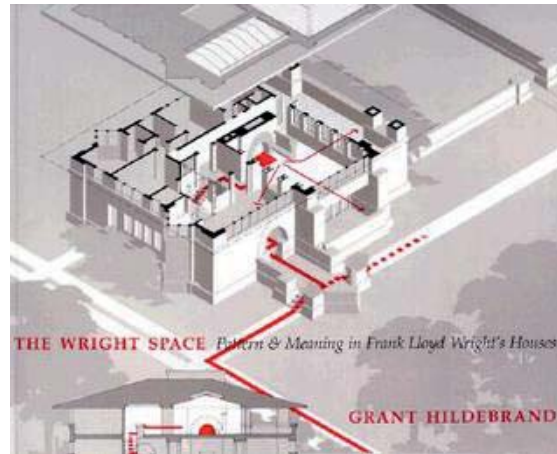 THE WRIGHT SPACE Pattern & Meaning in Frank Lloyd Wright's Houses
GRANT HILDEBRAND